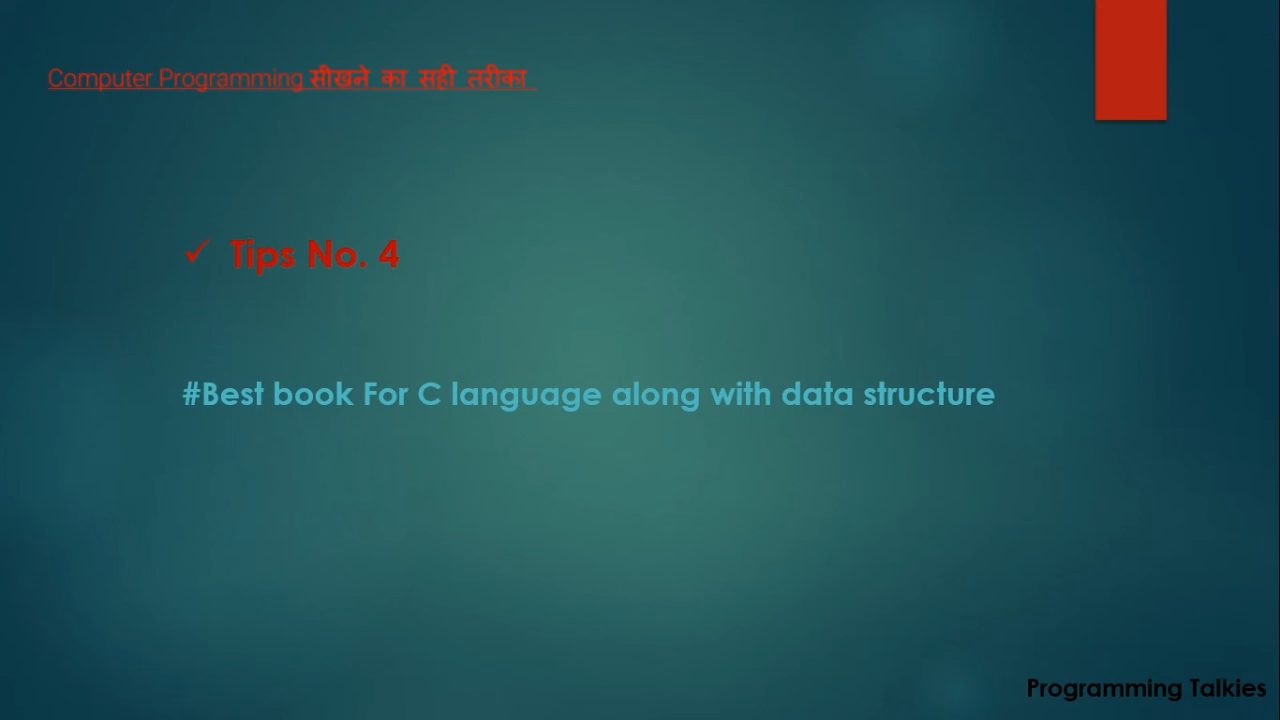 Computer Programming सीखने का सही तरीका
✓ Tips No. 4
#Best book For C language along with data structure
Programming Talkies